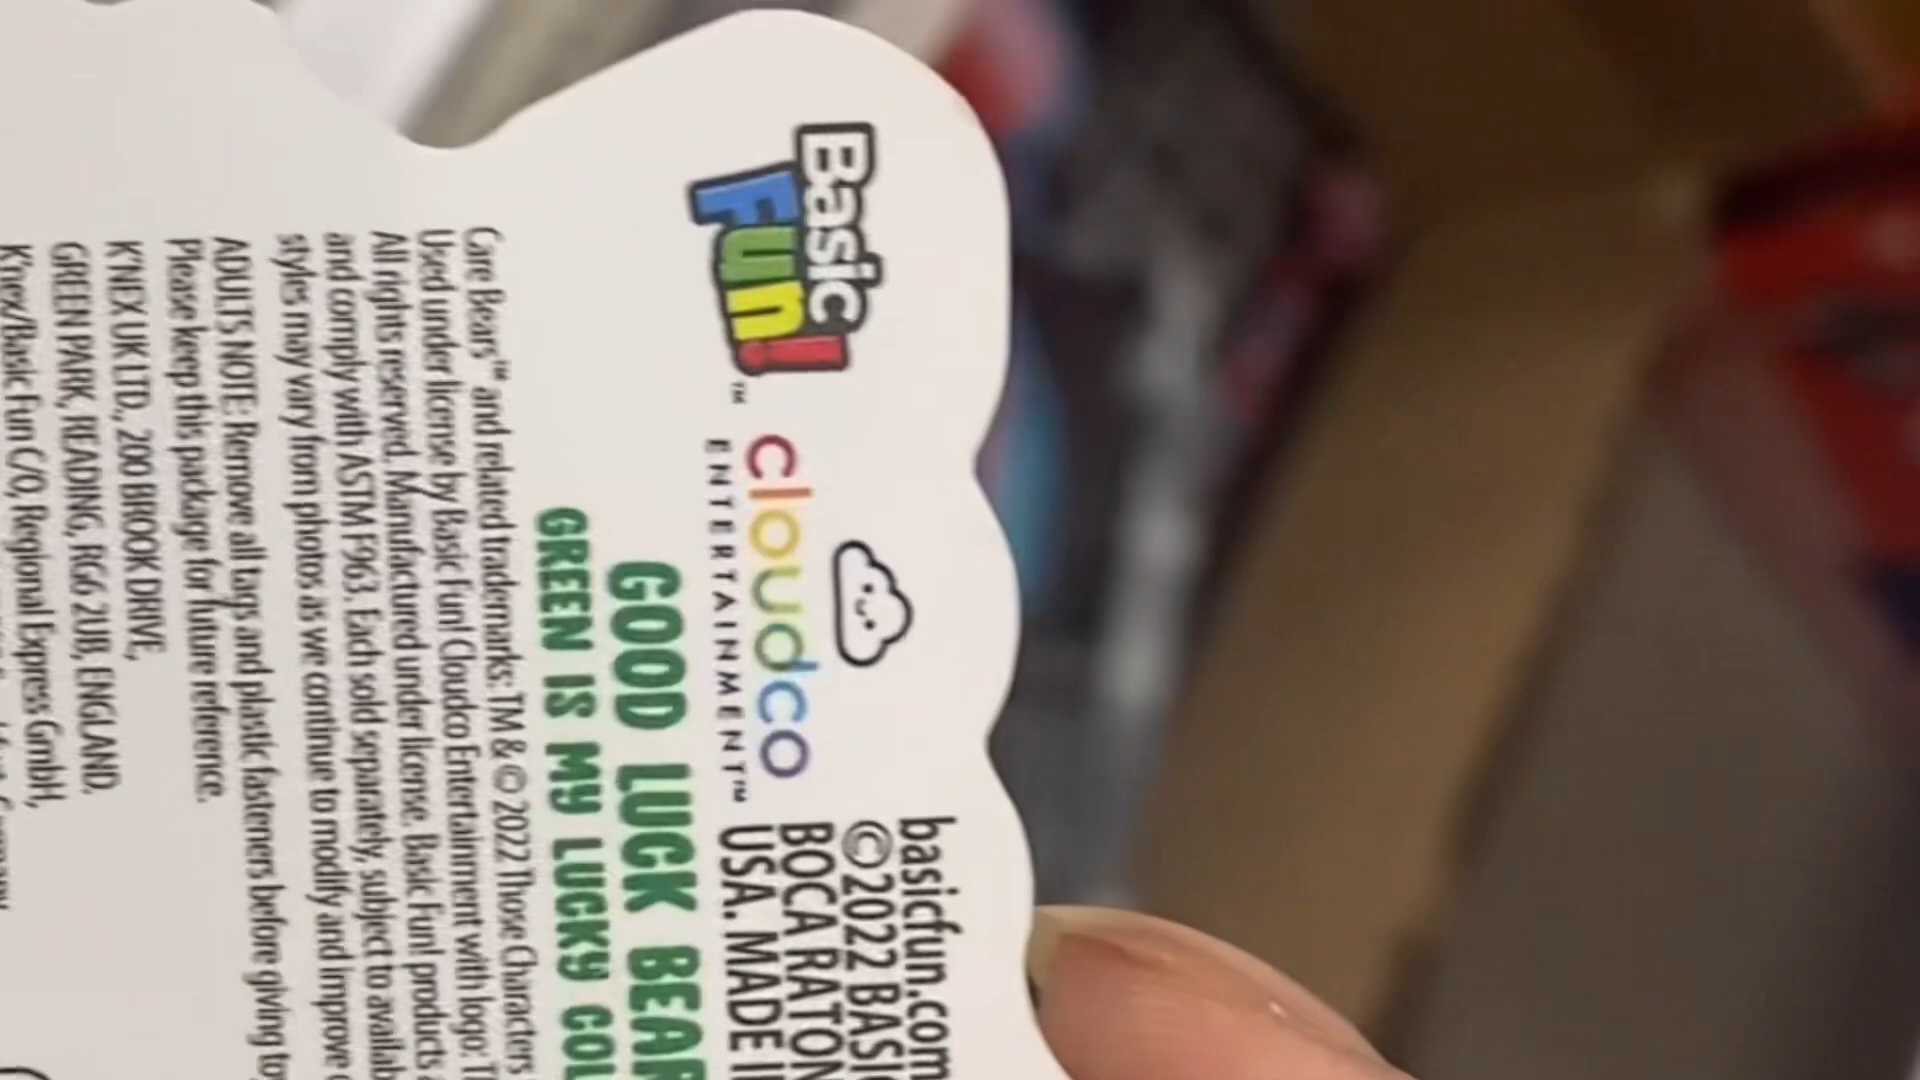 Basic
Fun!™
cloudco
ENTERTAINMENT™
basicfun.com
©2022 BASIC
BOCA RATON
USA. MADE I
GOOD LUCK BEAR
GREEN IS MY LUCKY COL
Care Bears™ and related trademarks: TM & © 2022 Those Characters
Used under license by Basic Fun! Cloudco Entertainment with logo: T
All rights reserved. Manufactured under license. Basic Fun! products a
and comply with ASTM F963. Each sold separately, subject to availab
styles may vary from photos as we continue to modify and improve
ADULTS NOTE: Remove all tags and plastic fasteners before giving to
Please keep this package for future reference.
K'NEX UK LTD., 200 BROOK DRIVE,
GREEN PARK, READING, RG6 2UB, ENGLAND.
K'nex/Basic Fun C/O, Regional Express GmbH,